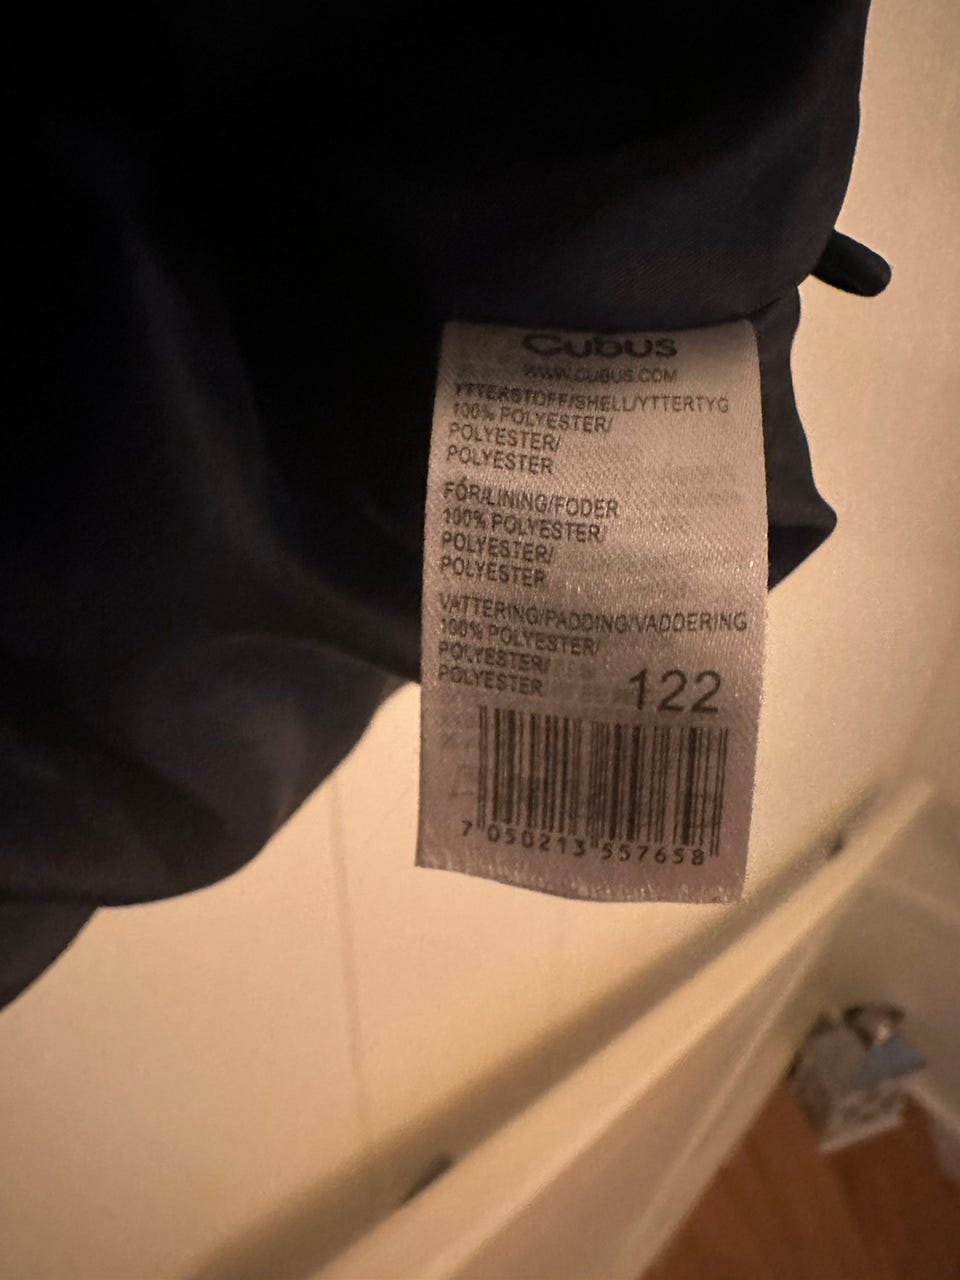 Cubus
WWW.CUBUS.COM
YTTERSTOFF/SHELL/YTTERTYG
100% POLYESTER/
POLYESTER/
POLYESTER
FÓR/LINING/FODER
100% POLYESTER/
POLYESTER/
POLYESTER
VATTERING/PADDING/VADDERING
100% POLYESTER/
POLYESTER/
POLYESTER
122
7 050213 557658